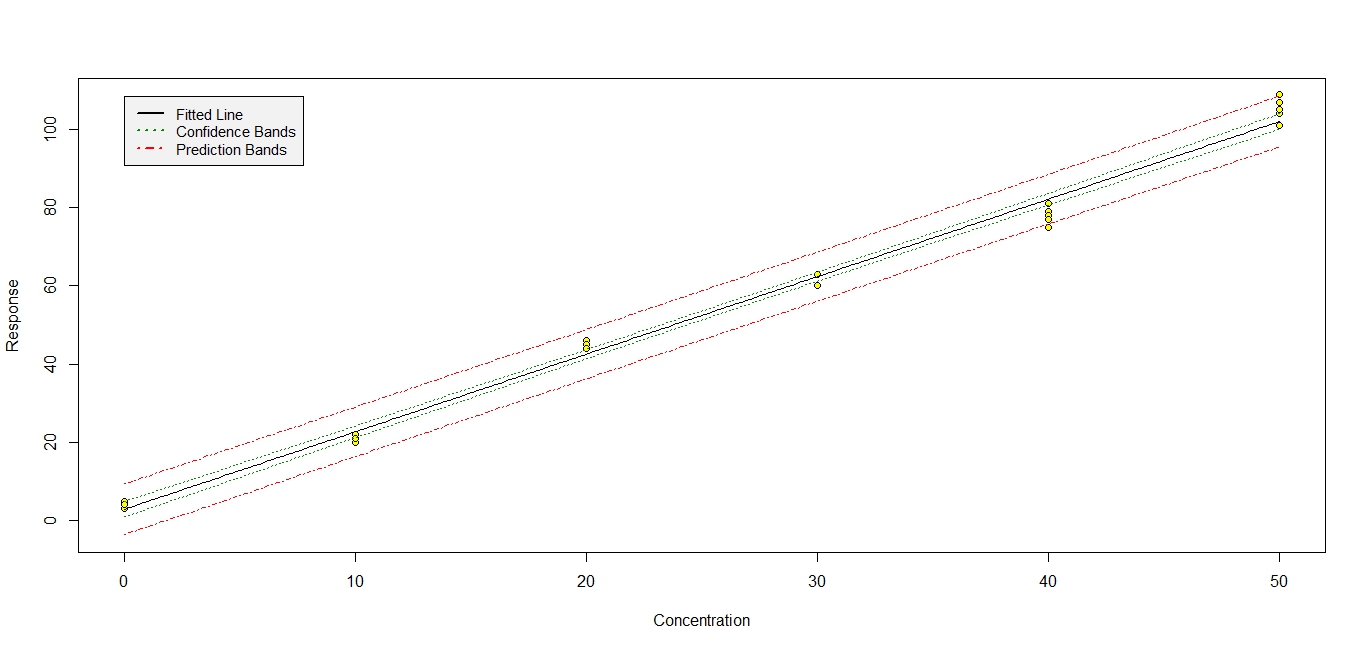 Fitted Line
Confidence Bands
Prediction Bands
Response
0
20
40
60
80
100
0 10 20 30 40 50
Concentration